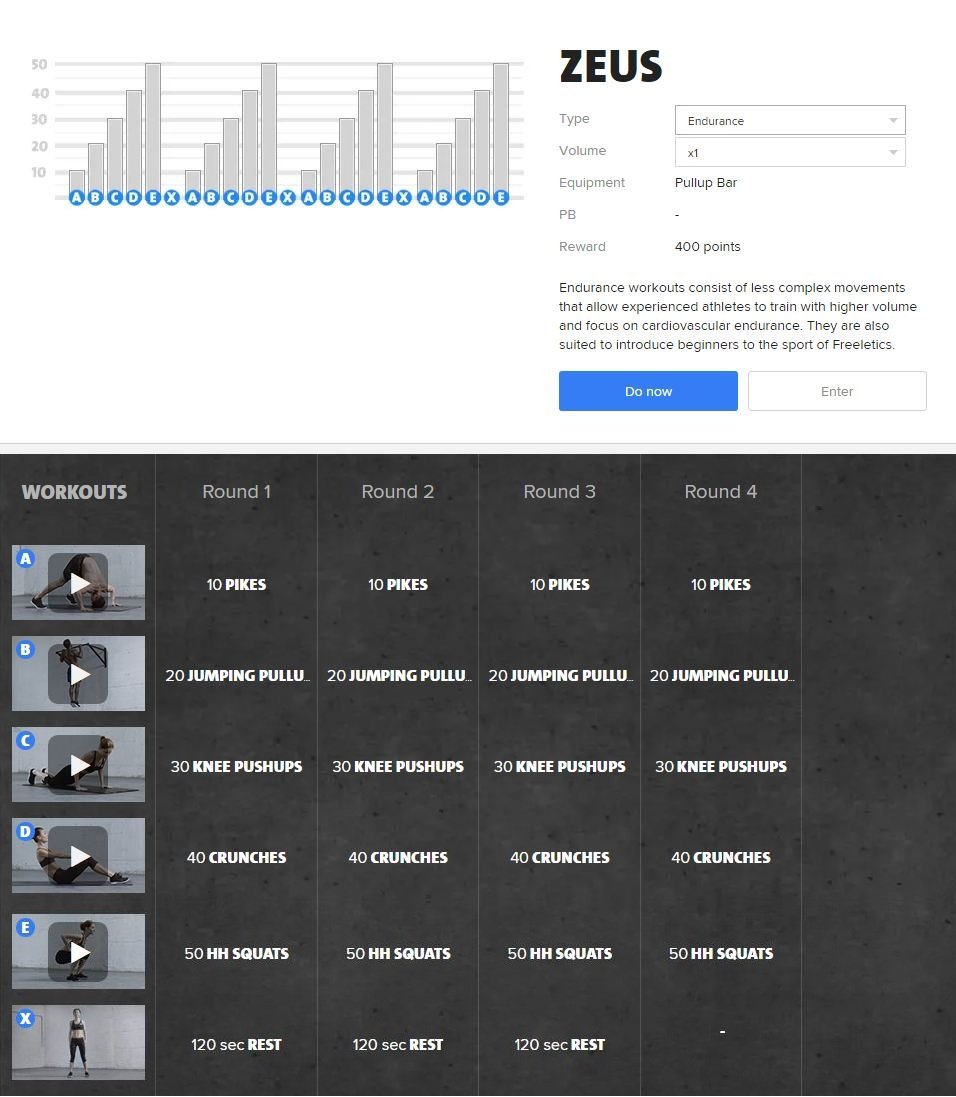 ZEUS
50
40
30
20
10
A B C D E X A B C D E X A B C D E X A B C D E
Type Endurance
Volume x1
Equipment Pullup Bar
PB -
Reward 400 points
Endurance workouts consist of less complex movements
that allow experienced athletes to train with higher volume
and focus on cardiovascular endurance. They are also
suited to introduce beginners to the sport of Freeletics.
Do now Enter
WORKOUTS Round 1 Round 2 Round 3 Round 4
A
10 PIKES 10 PIKES 10 PIKES 10 PIKES
B
20 JUMPING PULLU... 20 JUMPING PULLU... 20 JUMPING PULLU... 20 JUMPING PULLU...
C
30 KNEE PUSHUPS 30 KNEE PUSHUPS 30 KNEE PUSHUPS 30 KNEE PUSHUPS
D
40 CRUNCHES 40 CRUNCHES 40 CRUNCHES 40 CRUNCHES
E
50 HH SQUATS 50 HH SQUATS 50 HH SQUATS 50 HH SQUATS
X
120 sec REST 120 sec REST 120 sec REST -